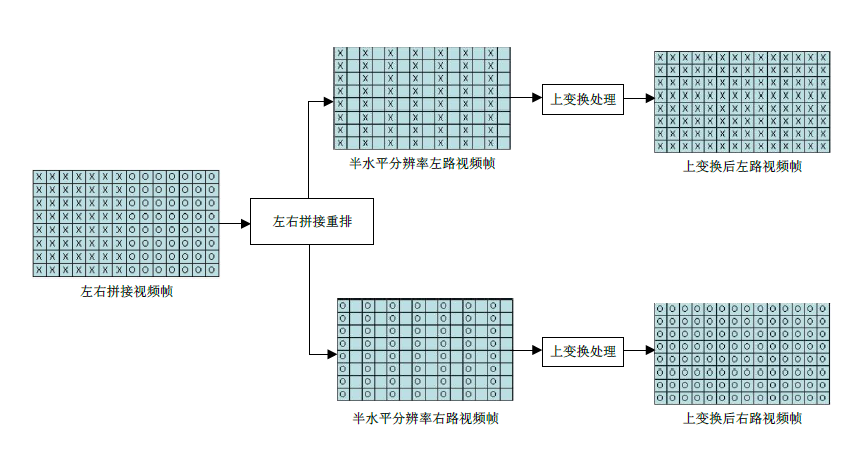 上变换处理
半水平分辨率左路视频帧
上变换后左路视频帧
左右拼接重排
左右拼接视频帧
上变换处理
半水平分辨率右路视频帧
上变换后右路视频帧